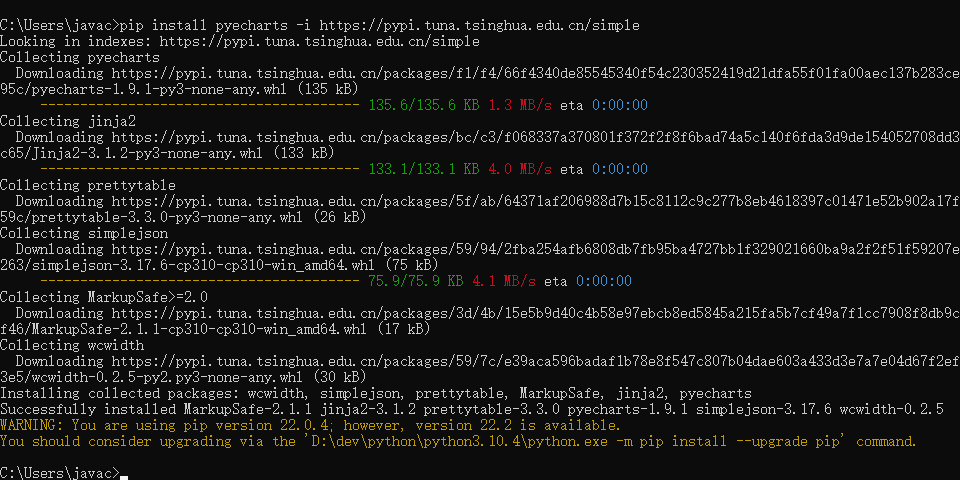 C:\Users\javac>pip install pyecharts -i https://pypi.tuna.tsinghua.edu.cn/simple
Looking in indexes: https://pypi.tuna.tsinghua.edu.cn/simple
Collecting pyecharts
  Downloading https://pypi.tuna.tsinghua.edu.cn/packages/f1/f4/66f4340de85545340f54c230352419d21dfa55f01fa00aec137b283ce
95c/pyecharts-1.9.1-py3-none-any.whl (135 kB)
     ---------------------------------------- 135.6/135.6 KB 1.3 MB/s eta 0:00:00
Collecting jinja2
  Downloading https://pypi.tuna.tsinghua.edu.cn/packages/bc/c3/f068337a370801f372f2f8f6bad74a5c140f6fda3d9de154052708dd3
c65/Jinja2-3.1.2-py3-none-any.whl (133 kB)
     ---------------------------------------- 133.1/133.1 KB 4.0 MB/s eta 0:00:00
Collecting prettytable
  Downloading https://pypi.tuna.tsinghua.edu.cn/packages/5f/ab/64371af206988d7b15c8112c9c277b8eb4618397c01471e52b902a17f
59c/prettytable-3.3.0-py3-none-any.whl (26 kB)
Collecting simplejson
  Downloading https://pypi.tuna.tsinghua.edu.cn/packages/59/94/2fba254afb6808db7fb95ba4727bb1f329021660ba9a2f2f51f59207e
263/simplejson-3.17.6-cp310-cp310-win_amd64.whl (75 kB)
     ---------------------------------------- 75.9/75.9 KB 4.1 MB/s eta 0:00:00
Collecting MarkupSafe>=2.0
  Downloading https://pypi.tuna.tsinghua.edu.cn/packages/3d/4b/15e5b9d40c4b58e97ebcb8ed5845a215fa5b7cf49a7f1cc7908f8db9c
f46/MarkupSafe-2.1.1-cp310-cp310-win_amd64.whl (17 kB)
Collecting wcwidth
  Downloading https://pypi.tuna.tsinghua.edu.cn/packages/59/7c/e39aca596badaf1b78e8f547c807b04dae603a433d3e7a7e04d67f2ef
3e5/wcwidth-0.2.5-py2.py3-none-any.whl (30 kB)
Installing collected packages: wcwidth, simplejson, prettytable, MarkupSafe, jinja2, pyecharts
Successfully installed MarkupSafe-2.1.1 jinja2-3.1.2 prettytable-3.3.0 pyecharts-1.9.1 simplejson-3.17.6 wcwidth-0.2.5
WARNING: You are using pip version 22.0.4; however, version 22.2 is available.
You should consider upgrading via the 'D:\dev\python\python3.10.4\python.exe -m pip install --upgrade pip' command.
C:\Users\javac>